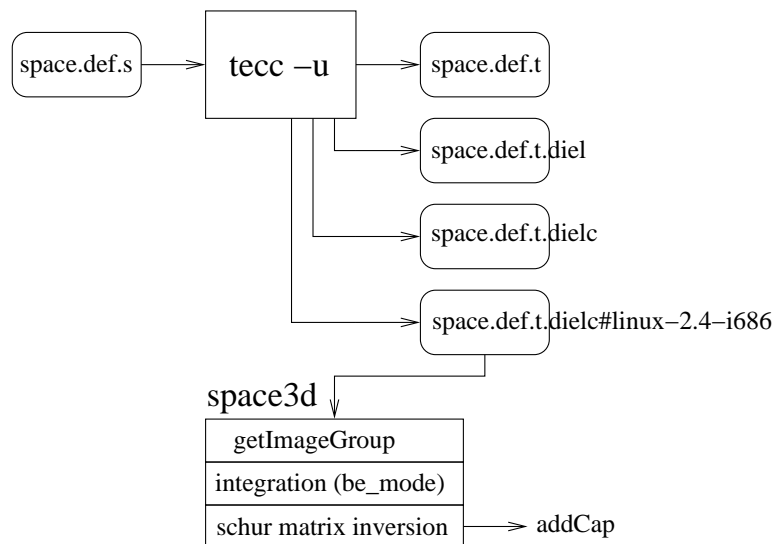 space.def.s
tecc −u
space.def.t
space.def.t.diel
space.def.t.dielc
space.def.t.dielc#linux−2.4−i686
space3d
getImageGroup
integration (be_mode)
schur matrix inversion
addCap